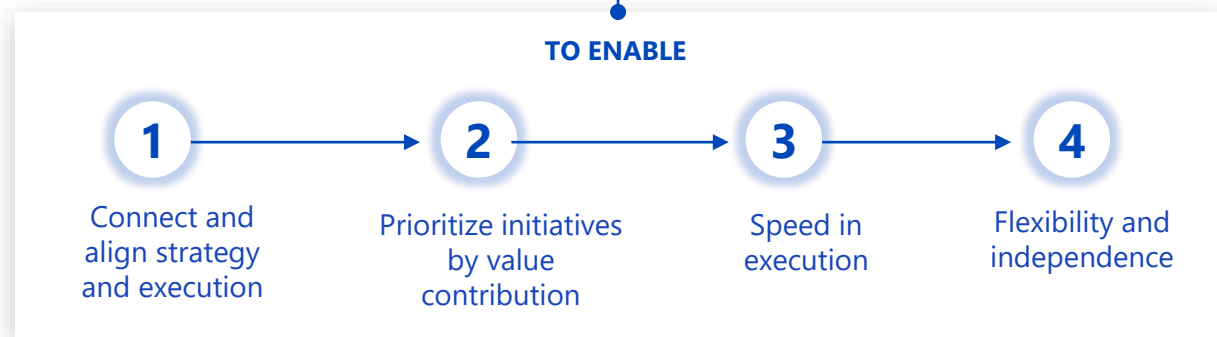 TO ENABLE
1
Connect and
align strategy
and execution
2
Prioritize initiatives
by value
contribution
3
Speed in
execution
4
Flexibility and
independence